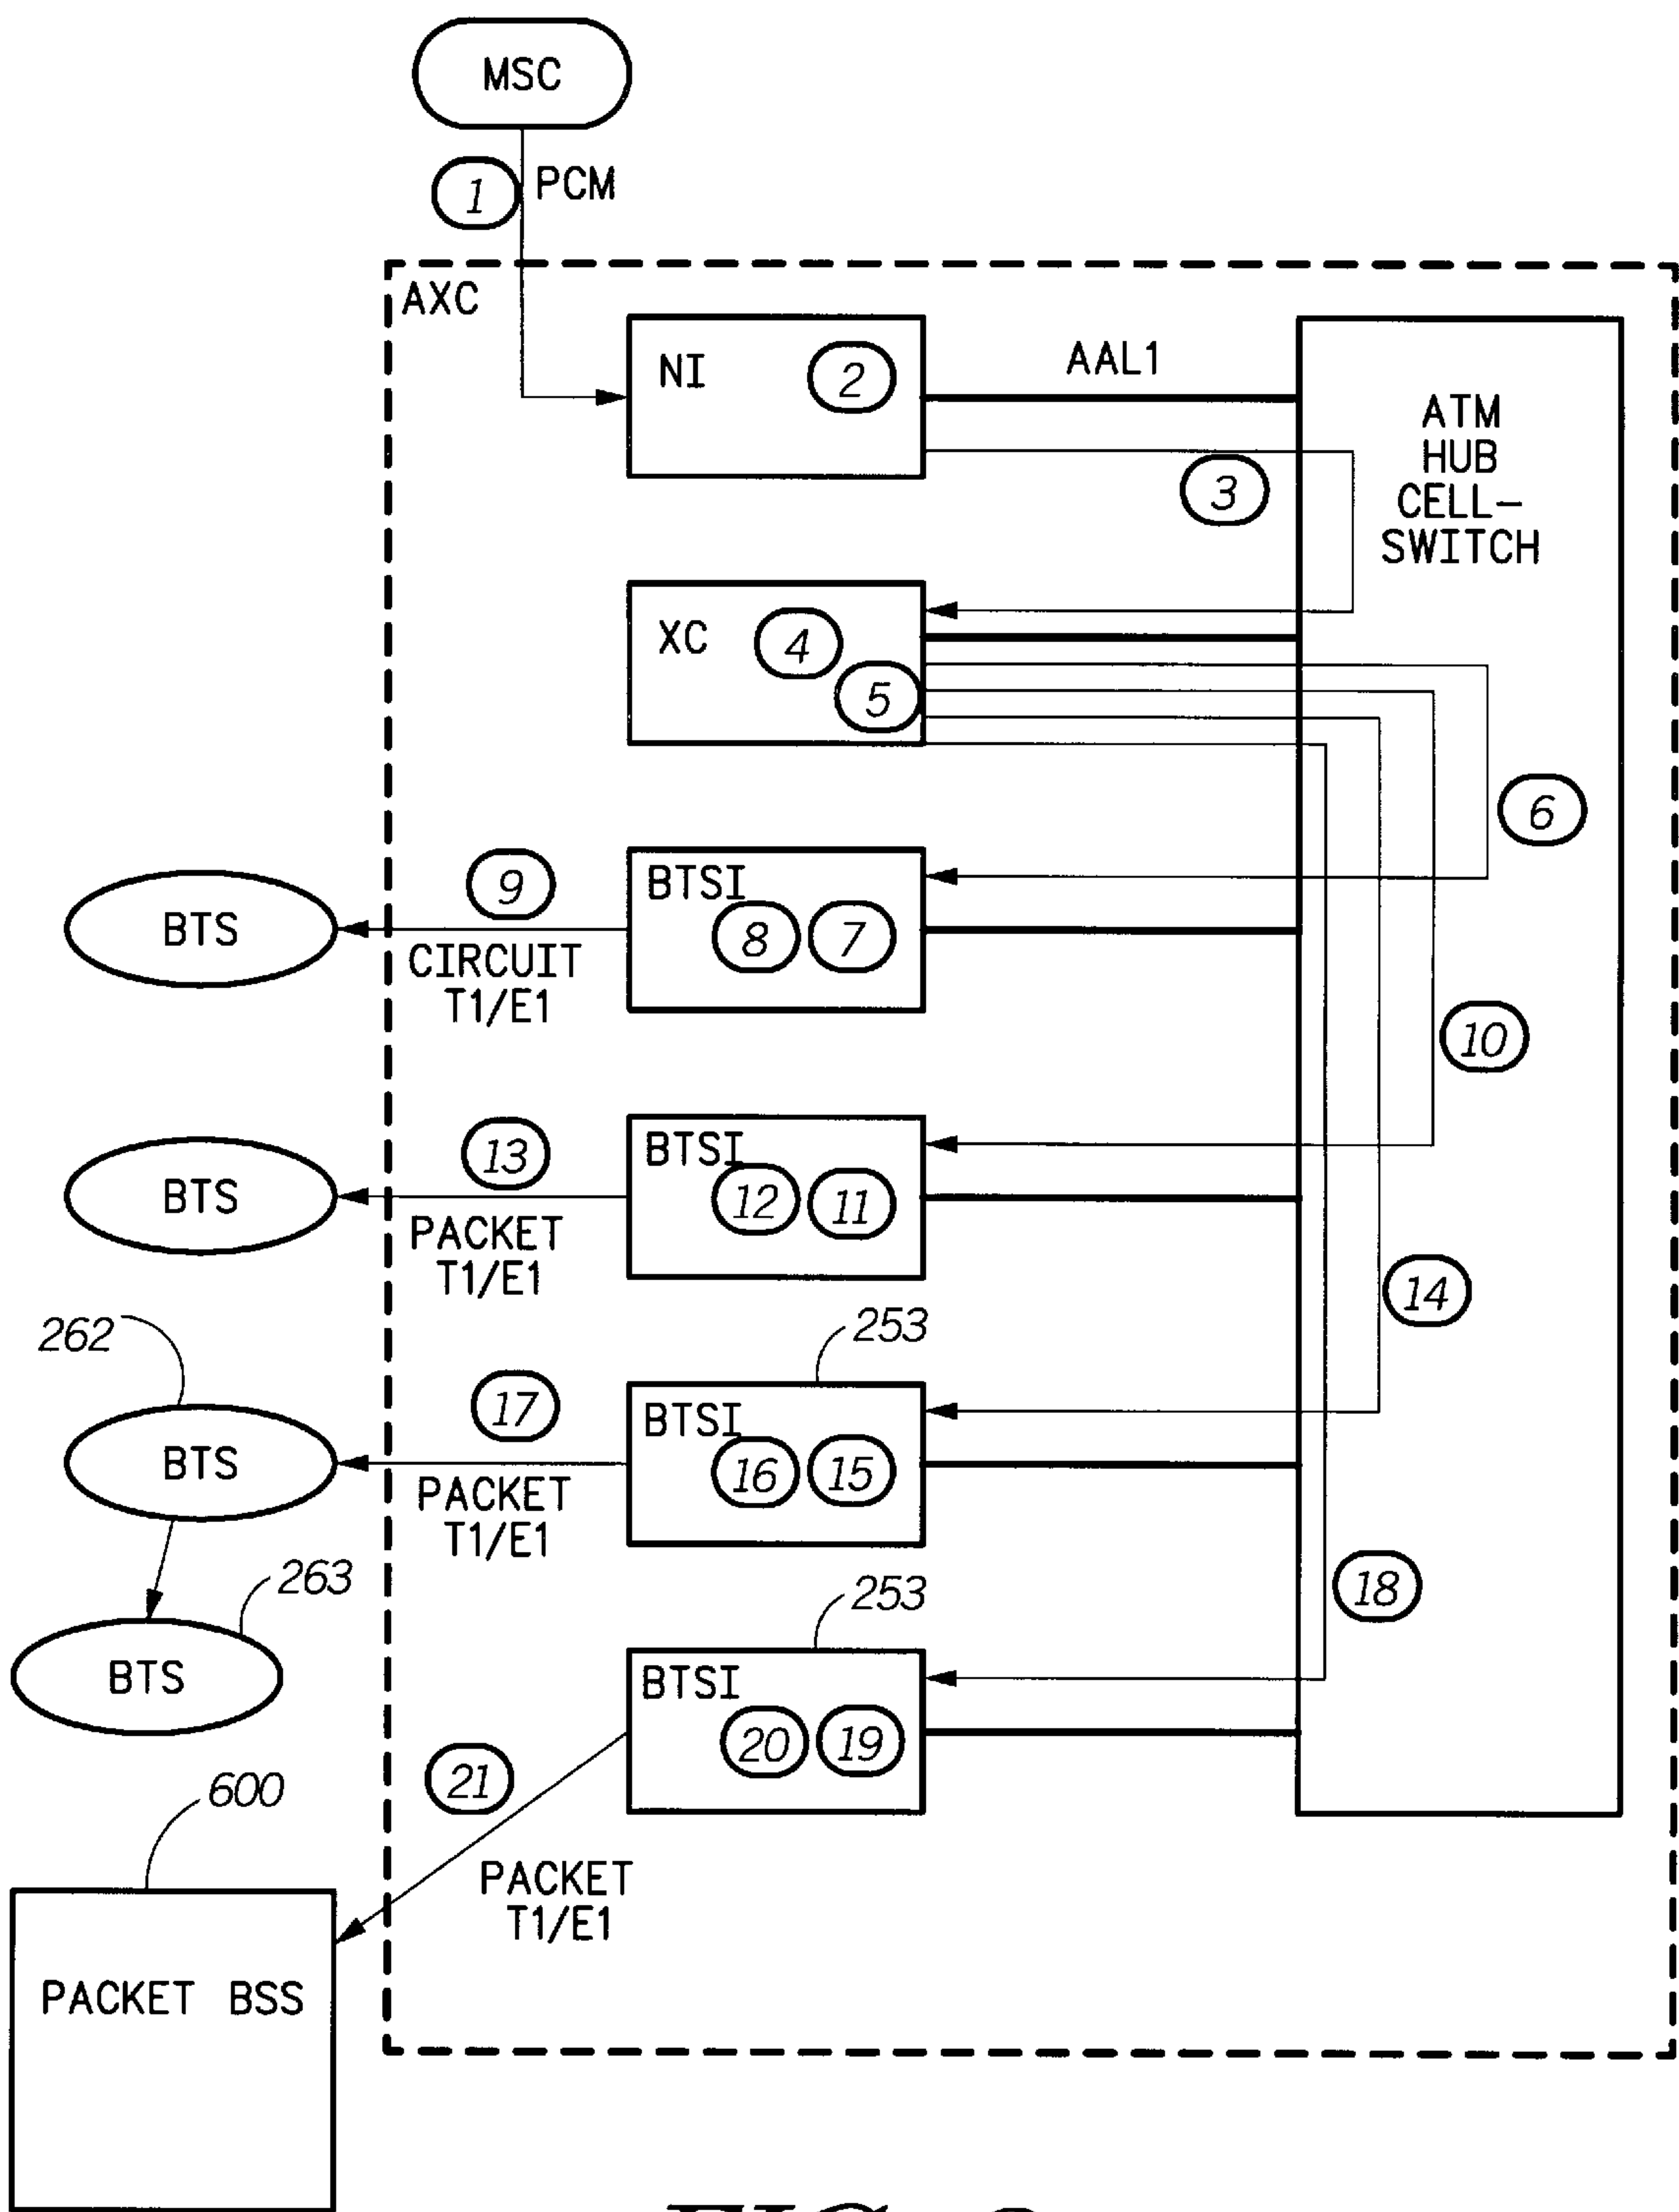 MSC
1
PCM
AXC
NI
2
AAL1
ATM
HUB
CELL-
SWITCH
3
XC
4
5
6
BTS
9
CIRCUIT
T1/E1
BTSI
8
7
10
BTS
13
PACKET
T1/E1
BTSI
12
11
14
262
BTS
17
PACKET
T1/E1
253
BTSI
16
15
263
BTS
18
253
BTSI
20
19
21
PACKET
T1/E1
600
PACKET BSS